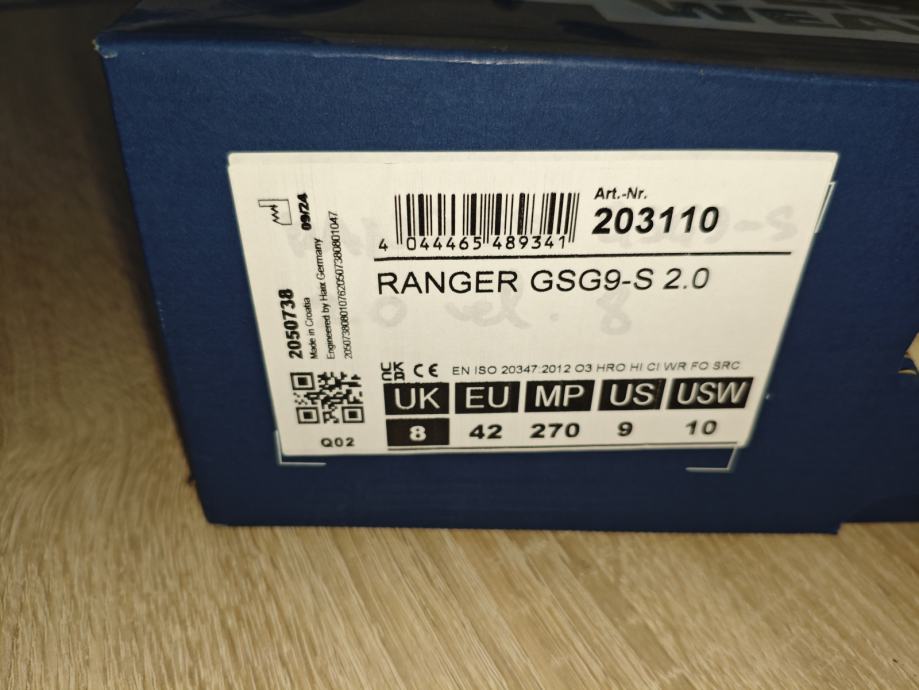 WEA
Art.-Nr.
203110
4 044465 489341
RANGER GSG9-S 2.0
09/24
2050738
Made in Croatia
Engineered by Haix Germany
EN ISO 20347:2012 O3 HRO HI CI WR FO SRC
UK CA CE
UK EU MP US USW
8 42 270 9 10
Q02